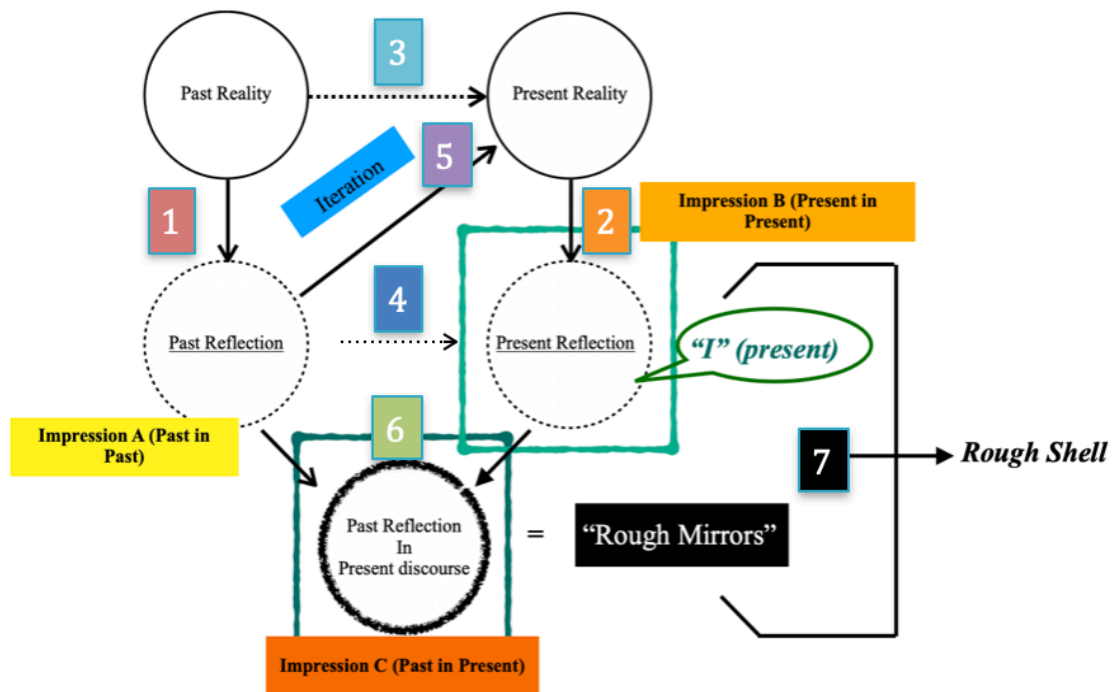 3
Past Reality
Present Reality
5
Iteration
1
2
Impression B (Present in
Present)
4
Past Reflection
Present Reflection
“I” (present)
Impression A (Past in
Past)
6
7
Rough Shell
Past Reflection
In
Present discourse
=
“Rough Mirrors”
Impression C (Past in Present)